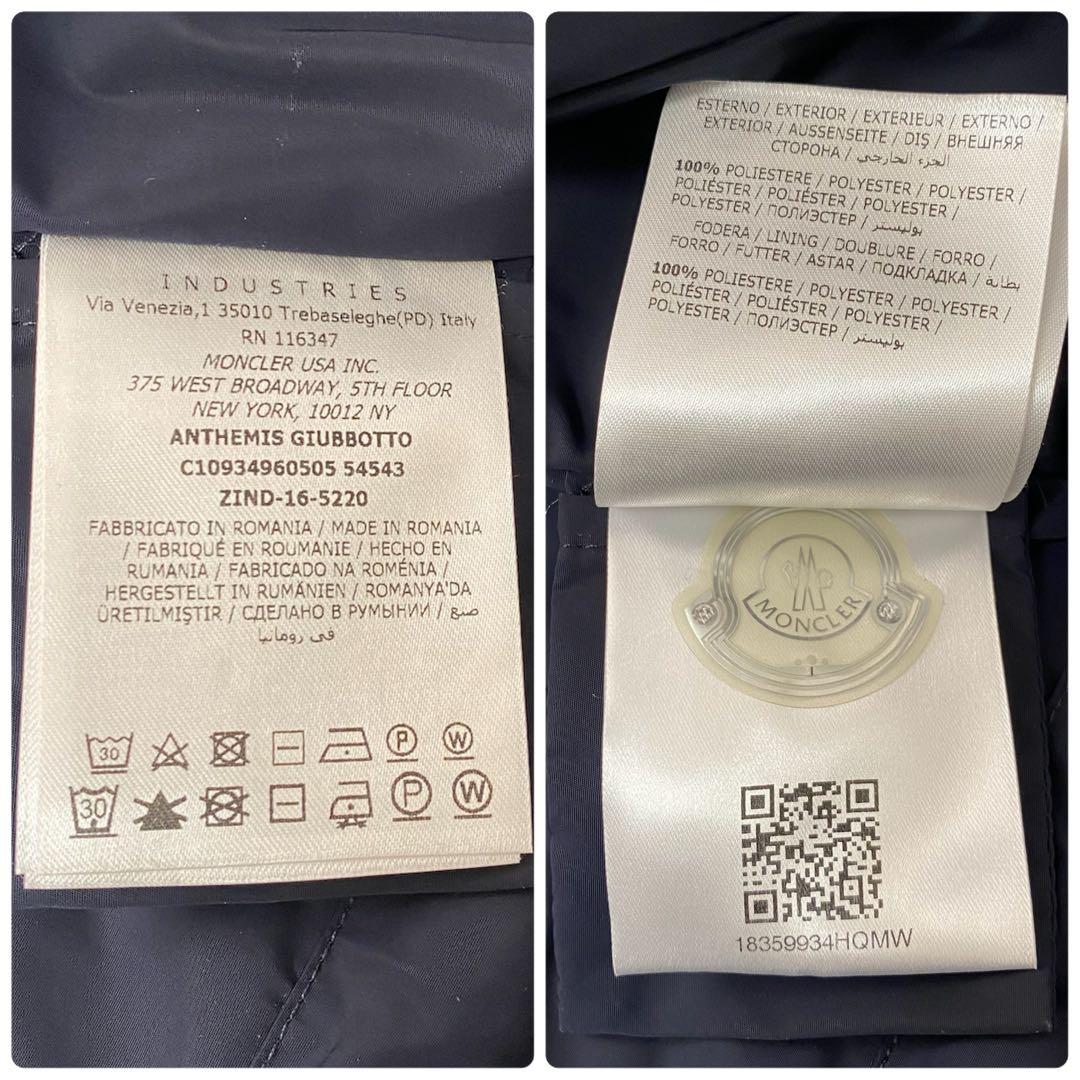 INDUSTRIES
Via Venezia,1 35010 Trebaseleghe(PD) Italy
RN 116347
MONCLER USA INC.
375 WEST BROADWAY, 5TH FLOOR
NEW YORK, 10012 NY
ANTHEMIS GIUBBOTTO
C10934960505 54543
ZIND-16-5220
FABBRICATO IN ROMANIA / MADE IN ROMANIA
/ FABRIQUÉ EN ROUMANIE / HECHO EN
RUMANIA / FABRICADO NA ROMÉNIA /
HERGESTELLT IN RUMÄNIEN / ROMANYA'DA
ÜRETILMIŞTIR / СДЕЛАНО В РУМЫНИИ / صنع
في رومانيا
30 P W
30 P W
ESTERNO / EXTERIOR / EXTERIEUR / EXTERNO /
EXTERIOR / AUSSENSEITE / DIŞ / ВНЕШНЯЯ
СТОРОНА / الجزء الخارجي
100% POLIESTERE / POLYESTER / POLYESTER /
POLIÉSTER / POLIÉSTER / POLYESTER /
POLYESTER / ПОЛИЭСТЕР / بوليستر
FODERA / LINING / DOUBLURE / FORRO /
FORRO / FUTTER / ASTAR / ПОДКЛАДКА / بطانة
100% POLIESTERE / POLYESTER / POLYESTER /
POLIÉSTER / POLIÉSTER / POLYESTER /
POLYESTER / ПОЛИЭСТЕР / بوليستر
MONCLER
18359934HQMW